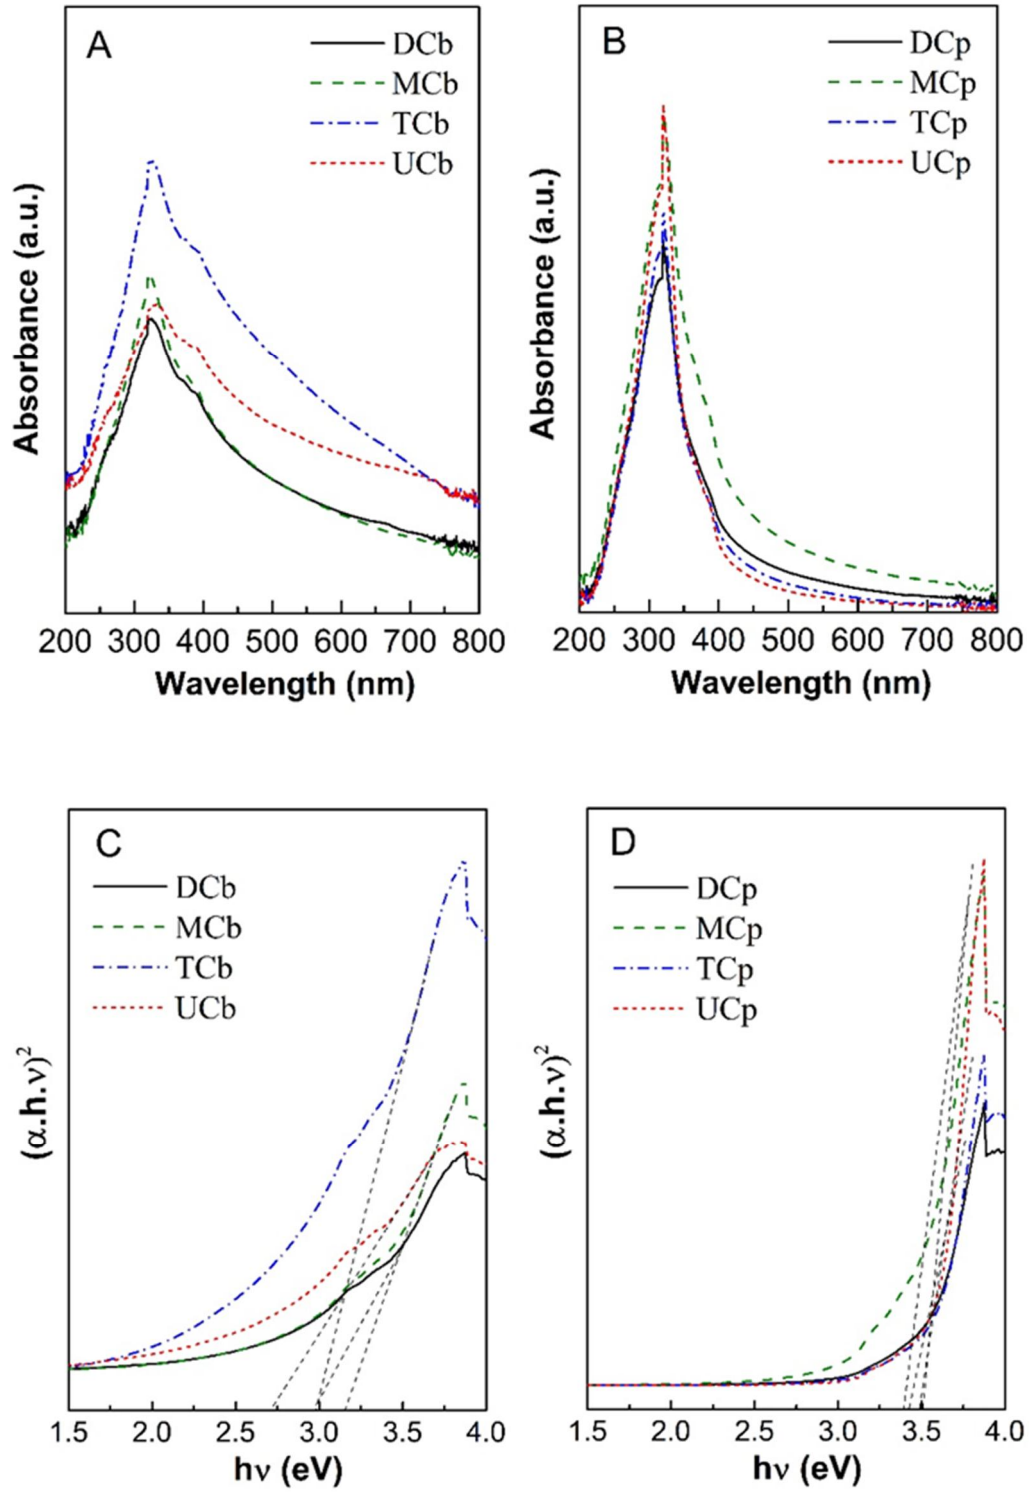 A
DCb
MCb
TCb
UCb
Absorbance (a.u.)
200 300 400 500 600 700 800
Wavelength (nm)
B
DCp
MCp
TCp
UCp
Absorbance (a.u.)
200 300 400 500 600 700 800
Wavelength (nm)
C
DCb
MCb
TCb
UCb
(α.h.ν)²
1.5 2.0 2.5 3.0 3.5 4.0
hν (eV)
D
DCp
MCp
TCp
UCp
(α.h.ν)²
1.5 2.0 2.5 3.0 3.5 4.0
hν (eV)